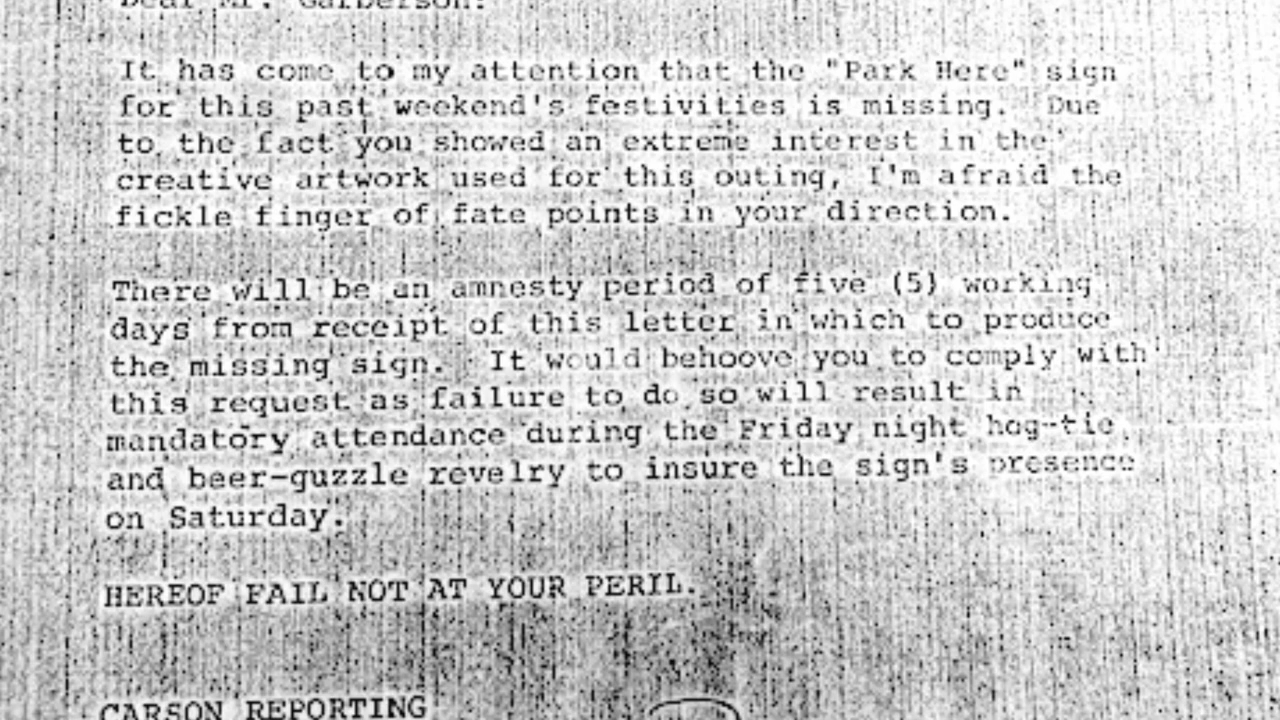 Dear Mr. Garberson:
It has come to my attention that the "Park Here" sign
for this past weekend's festivities is missing. Due
to the fact you showed an extreme interest in the
creative artwork used for this outing, I'm afraid the
fickle finger of fate points in your direction.
There will be an amnesty period of five (5) working
days from receipt of this letter in which to produce
the missing sign. It would behoove you to comply with
this request as failure to do so will result in
mandatory attendance during the Friday night hog-tie
and beer-guzzle revelry to insure the sign's presence
on Saturday.
HEREOF FAIL NOT AT YOUR PERIL.
CARSON REPORTING